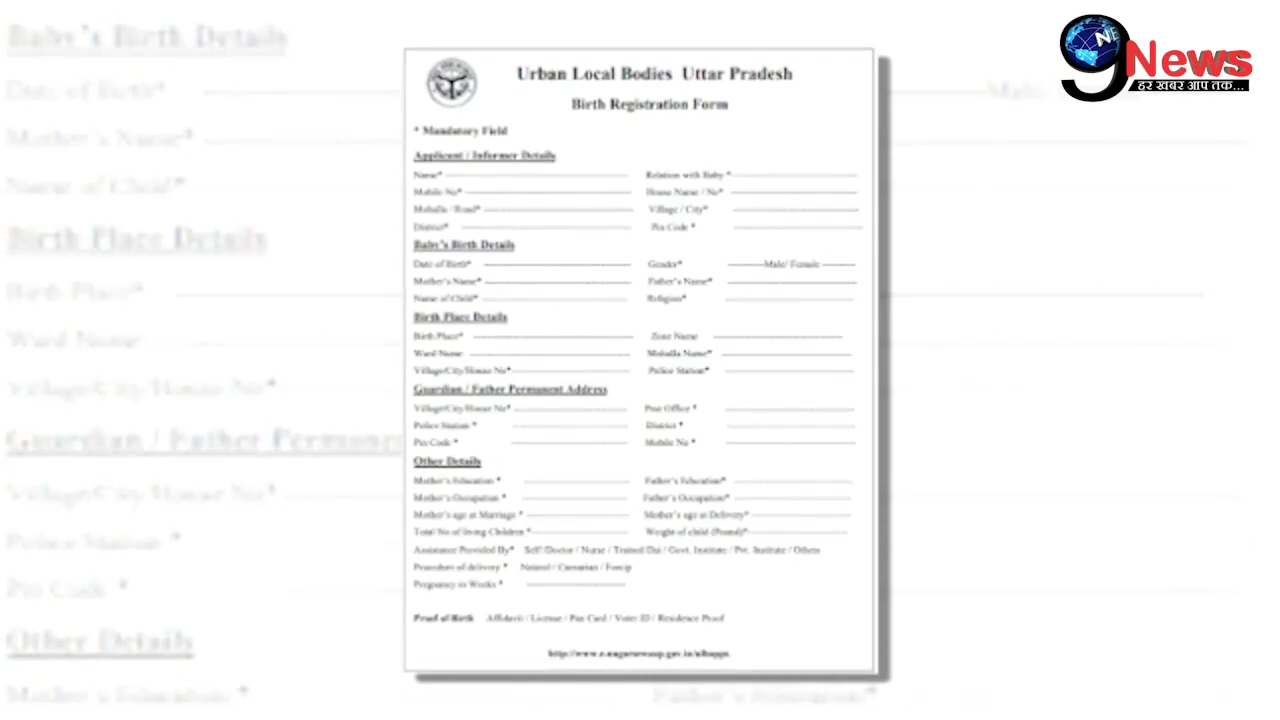 9 News
NE
हर खबर आप तक...
Urban Local Bodies Uttar Pradesh
Birth Registration Form
* Mandatory Field
Applicant / Informer Details
Name* Relation with Baby *
Mobile No* House Name / No*
Mohalla / Road* Village / City*
District* Pin Code *
Baby's Birth Details
Date of Birth* Gender* Male/ Female
Mother's Name* Father's Name*
Name of Child* Religion*
Birth Place Details
Birth Place* Zone Name
Ward Name Mohalla Name*
Village/City/House No* Police Station*
Guardian / Father Permanent Address
Village/City/House No* Post Office *
Police Station * District *
Pin Code * Mobile No *
Other Details
Mother's Education * Father's Education*
Mother's Occupation * Father's Occupation*
Mother's age at Marriage * Mother's age at Delivery*
Total No of living Children * Weight of child (Pound)*
Assistance Provided By* Self /Doctor / Nurse / Trained Dai / Govt. Institute / Pvt. Institute / Others
Procedure of delivery * Natural / Caesarian / Forcip
Pregnancy in Weeks *
Proof of Birth Affidavit / License / Pan Card / Voter ID / Residence Proof
Baby's Birth Details
Date of Birth* Male/
Mother's Name*
Name of Child*
Birth Place Details
Birth Place*
Ward Name
Village/City/House No*
Guardian / Father Permane
Village/City/House No*
Police Station *
Pin Code *
Other Details
Mother's Education * Father's Education*